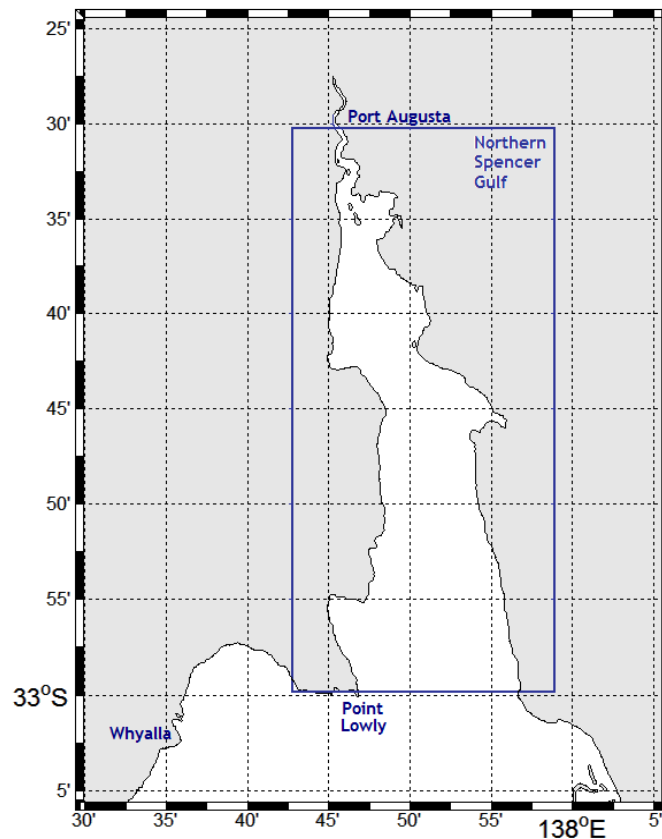 25'
30'
Port Augusta
Northern
Spencer
Gulf
35'
40'
45'
50'
55'
33°S
Point
Lowly
Whyalla
5'
30' 35' 40' 45' 50' 55' 138°E 5'